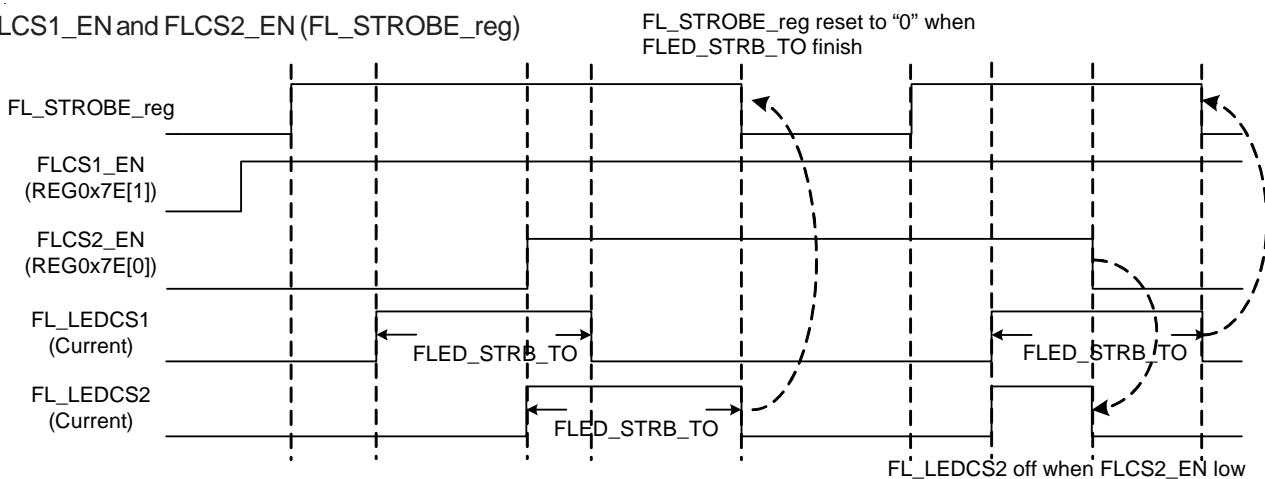 LCS1_EN and FLCS2_EN (FL_STROBE_reg)
FL_STROBE_reg reset to “0” when
FLED_STRB_TO finish
FL_STROBE_reg
FLCS1_EN
(REG0x7E[1])
FLCS2_EN
(REG0x7E[0])
FL_LEDCS1
(Current)
FLED_STRB_TO
FLED_STRB_TO
FL_LEDCS2
(Current)
FLED_STRB_TO
FL_LEDCS2 off when FLCS2_EN low